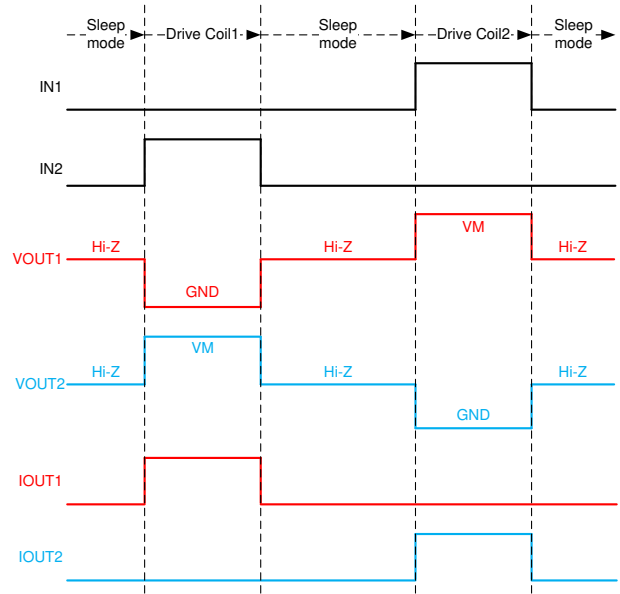 Sleep
mode
Drive Coil1
Sleep
mode
Drive Coil2
Sleep
mode
IN1
IN2
VM
Hi-Z
Hi-Z
Hi-Z
VOUT1
GND
VM
Hi-Z
Hi-Z
Hi-Z
VOUT2
GND
IOUT1
IOUT2